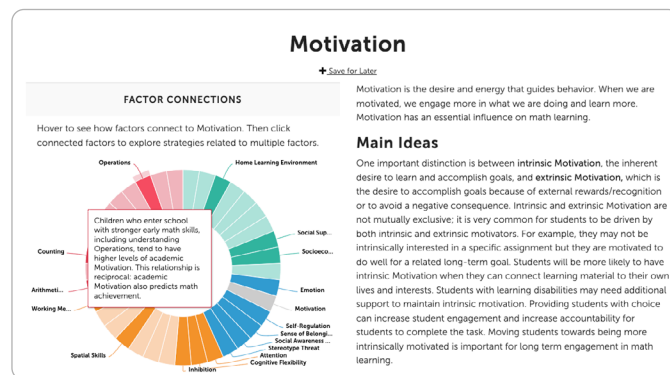 Motivation
+ Save for Later
FACTOR CONNECTIONS
Hover to see how factors connect to Motivation. Then click
connected factors to explore strategies related to multiple factors.
Operations
Home Learning Environment
Children who enter school
with stronger early math skills,
including understanding
Operations, tend to have
higher levels of academic
Motivation. This relationship is
reciprocal: academic
Motivation also predicts math
achievement.
Social Sup...
Counting
Socioeco...
Arithmeti...
Emotion
Working Me...
Motivation
Self-Regulation
Sense of Belongi...
Social Awareness ...
Stereotype Threat
Spatial Skills
Attention
Cognitive Flexibility
Inhibition
Motivation is the desire and energy that guides behavior. When we are
motivated, we engage more in what we are doing and learn more.
Motivation has an essential influence on math learning.
Main Ideas
One important distinction is between intrinsic Motivation, the inherent
desire to learn and accomplish goals, and extrinsic Motivation, which is
the desire to accomplish goals because of external rewards/recognition
or to avoid a negative consequence. Intrinsic and extrinsic Motivation are
not mutually exclusive; it is very common for students to be driven by
both intrinsic and extrinsic motivators. For example, they may not be
intrinsically interested in a specific assignment but they are motivated to
do well for a related long-term goal. Students will be more likely to have
intrinsic Motivation when they can connect learning material to their own
lives and interests. Students with learning disabilities may need additional
support to maintain intrinsic motivation. Providing students with choice
can increase student engagement and increase accountability for
students to complete the task. Moving students towards being more
intrinsically motivated is important for long term engagement in math
learning.